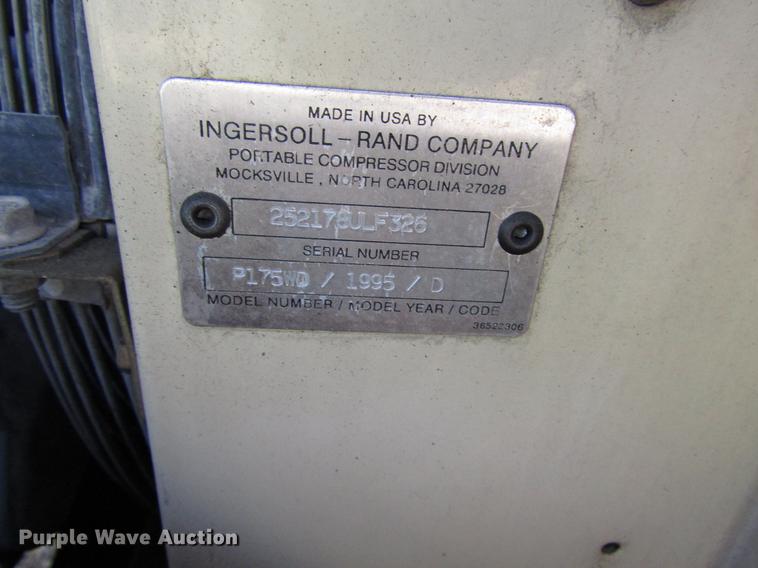 MADE IN USA BY
INGERSOLL-RAND COMPANY
PORTABLE COMPRESSOR DIVISION
MOCKSVILLE, NORTH CAROLINA 27028
SERIAL NUMBER
P175WD / 1995 / D
MODEL NUMBER / MODEL YEAR / CODE
36522306
Purple Wave Auction